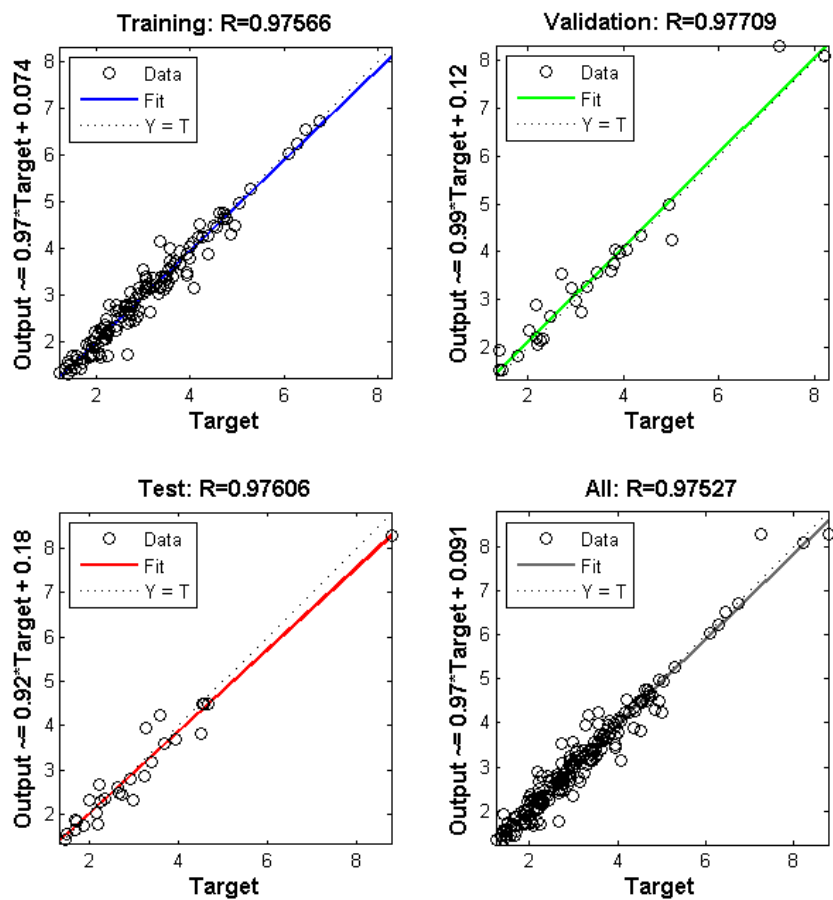 Training: R=0.97566
Output ~= 0.97*Target + 0.074
8
7
6
5
4
3
2
Data
Fit
Y = T
2 4 6 8
Target
Validation: R=0.97709
Output ~= 0.99*Target + 0.12
8
7
6
5
4
3
2
Data
Fit
Y = T
2 4 6 8
Target
Test: R=0.97606
Output ~= 0.92*Target + 0.18
8
7
6
5
4
3
2
Data
Fit
Y = T
2 4 6 8
Target
All: R=0.97527
Output ~= 0.97*Target + 0.091
8
7
6
5
4
3
2
Data
Fit
Y = T
2 4 6 8
Target